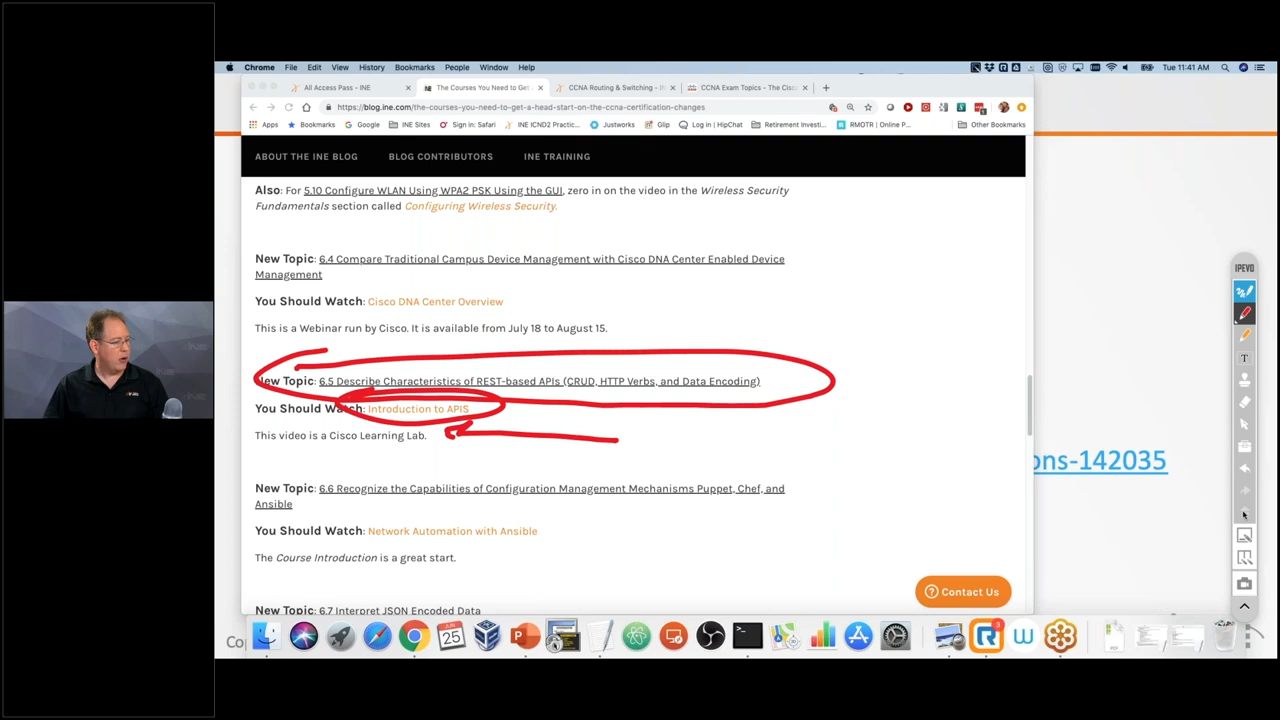 Chrome File Edit View History Bookmarks People Window Help Tue 11:41 AM
All Access Pass - INE The Courses You Need to Get CCNA Routing & Switching - I CCNA Exam Topics - The Cisc
https://blog.ine.com/the-courses-you-need-to-get-a-head-start-on-the-ccna-certification-changes
Apps Bookmarks Google INE Sites Sign in: Safari INE ICND2 Practic... Justworks Glip Log in | HipChat Retirement Investi... RMOTR | Online P... Other Bookmarks
ABOUT THE INE BLOG BLOG CONTRIBUTORS INE TRAINING
Also: For 5.10 Configure WLAN Using WPA2 PSK Using the GUI, zero in on the video in the Wireless Security
Fundamentals section called Configuring Wireless Security.
New Topic: 6.4 Compare Traditional Campus Device Management with Cisco DNA Center Enabled Device
Management
You Should Watch: Cisco DNA Center Overview
This is a Webinar run by Cisco. It is available from July 18 to August 15.
New Topic: 6.5 Describe Characteristics of REST-based APIs (CRUD, HTTP Verbs, and Data Encoding)
You Should Watch: Introduction to APIS
This video is a Cisco Learning Lab.
ons-142035
New Topic: 6.6 Recognize the Capabilities of Configuration Management Mechanisms Puppet, Chef, and
Ansible
You Should Watch: Network Automation with Ansible
The Course Introduction is a great start.
Contact Us
New Topic: 6.7 Interpret JSON Encoded Data
IPEVO
T
JUN
25
3
Co